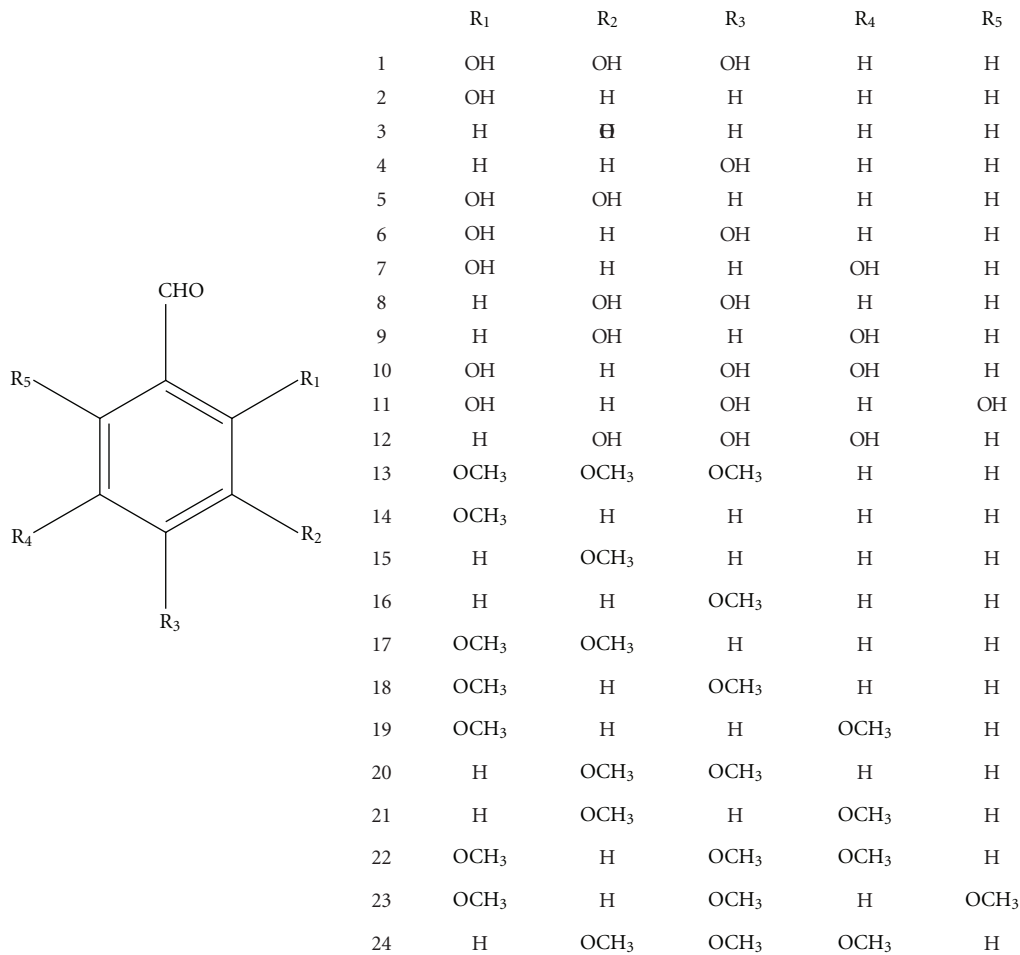 R₁ R₂ R₃ R₄ R₅
1 OH OH OH H H
2 OH H H H H
3 H H H H
4 H H OH H H
5 OH OH H H H
6 OH H OH H H
7 OH H H OH H
8 H OH OH H H
9 H OH H OH H
10 OH H OH OH H
11 OH H OH H OH
12 H OH OH OH H
13 OCH₃ OCH₃ OCH₃ H H
14 OCH₃ H H H H
15 H OCH₃ H H H
16 H H OCH₃ H H
17 OCH₃ OCH₃ H H H
18 OCH₃ H OCH₃ H H
19 OCH₃ H H OCH₃ H
20 H OCH₃ OCH₃ H H
21 H OCH₃ H OCH₃ H
22 OCH₃ H OCH₃ OCH₃ H
23 OCH₃ H OCH₃ H OCH₃
24 H OCH₃ OCH₃ OCH₃ H
CHO
R₅ R₁
R₄ R₂
R₃